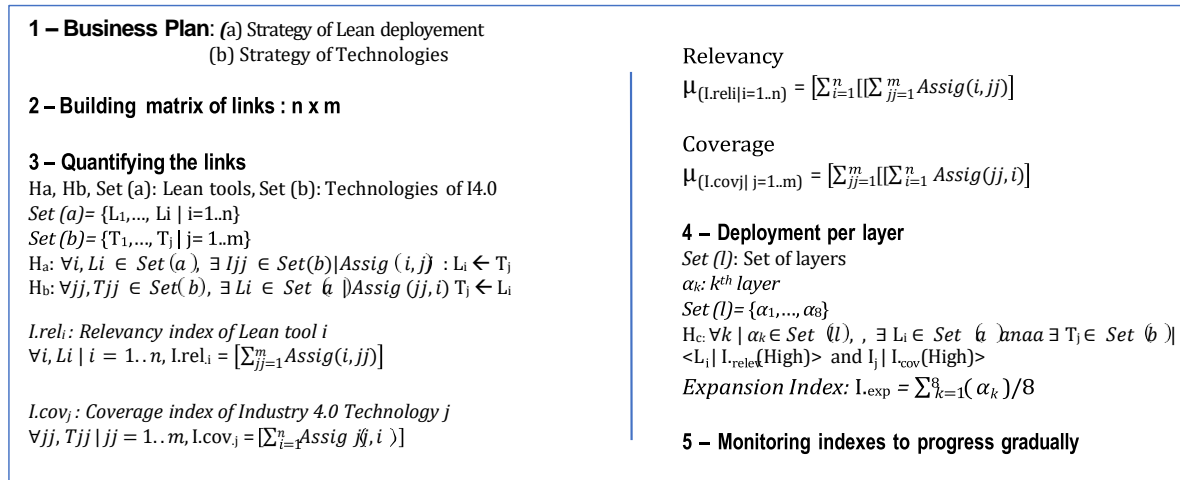 1 – Business Plan: (a) Strategy of Lean deployement
(b) Strategy of Technologies
2 – Building matrix of links : n x m
3 – Quantifying the links
Ha, Hb, Set (a): Lean tools, Set (b): Technologies of I4.0
Set (a)= {L₁,..., Li | i=1..n}
Set (b)= {T₁,..., Tⱼ | j= 1..m}
Hₐ: ∀i, Li ∈ Set (a), ∃ Ijj ∈ Set(b)|Assig (i,j) : Lᵢ ← Tⱼ
H_b: ∀jj, Tjj ∈ Set(b), ∃ Li ∈ Set (a |)Assig (jj,i) Tⱼ ← Lᵢ
I.relᵢ : Relevancy index of Lean tool i
∀i, Li | i = 1..n, I.rel.ᵢ = [∑ᵐⱼⱼ₌₁ Assig(i,jj)]
I.covⱼ : Coverage index of Industry 4.0 Technology j
∀jj, Tjj | jj = 1..m, I.cov.ⱼ = [∑ⁿᵢ₌₁ Assig j(j,i )]
Relevancy
μ(I.reli|i=1..n) = [∑ⁿᵢ₌₁[[∑ᵐⱼⱼ₌₁ Assig(i,jj)]
Coverage
μ(I.covj| j=1..m) = [∑ᵐⱼⱼ₌₁[[∑ⁿᵢ₌₁ Assig(jj,i)]
4 – Deployment per layer
Set (l): Set of layers
αₖ: kᵗʰ layer
Set (l)= {α₁,..., α₈}
H_c: ∀k | αₖ ∈ Set (l), , ∃ Lᵢ ∈ Set (a )anaa ∃ Tⱼ ∈ Set (b )|
<Lᵢ | I.relev(High)> and Iⱼ | I.cov(High)>
Expansion Index: I.exp = ∑⁸ₖ₌₁(αₖ)/8
5 – Monitoring indexes to progress gradually